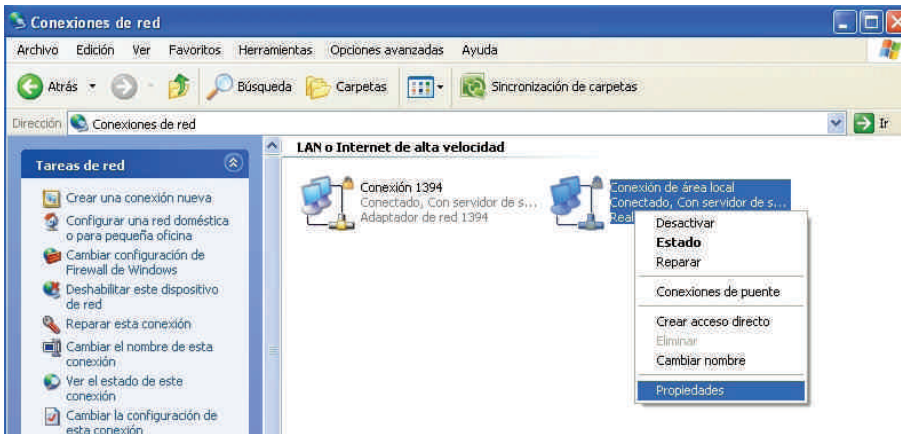 Conexiones de red
Archivo Edición Ver Favoritos Herramientas Opciones avanzadas Ayuda
Atrás Búsqueda Carpetas Sincronización de carpetas
Dirección Conexiones de red Ir
Tareas de red
Crear una conexión nueva
Configurar una red doméstica
o para pequeña oficina
Cambiar configuración de
Firewall de Windows
Deshabilitar este dispositivo
de red
Reparar esta conexión
Cambiar el nombre de esta
conexión
Ver el estado de este
conexión
Cambiar la configuración de
esta conexión
LAN o Internet de alta velocidad
Conexión 1394
Conectado, Con servidor de s...
Adaptador de red 1394
Conexión de área local
Conectado, Con servidor de s...
Real
Desactivar
Estado
Reparar
Conexiones de puente
Crear acceso directo
Eliminar
Cambiar nombre
Propiedades